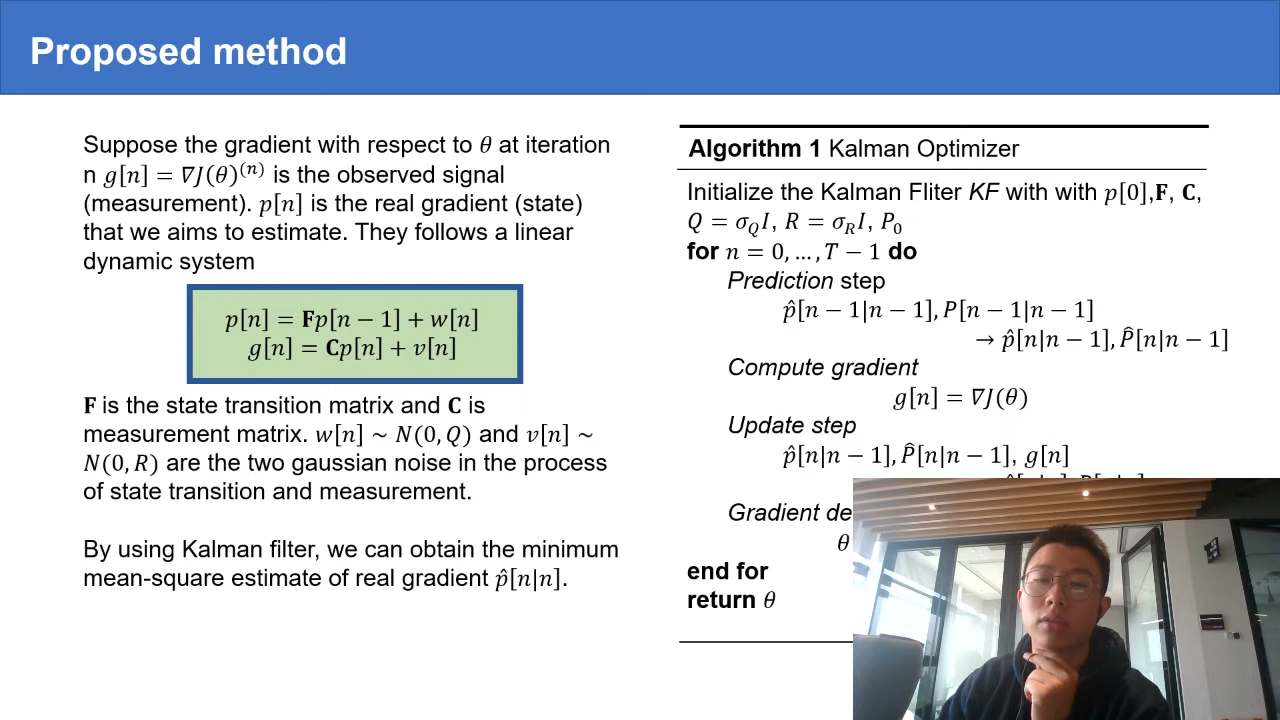 Proposed method
Suppose the gradient with respect to θ at iteration
n g[n] = ∇J(θ)⁽ⁿ⁾ is the observed signal
(measurement). p[n] is the real gradient (state)
that we aims to estimate. They follows a linear
dynamic system
p[n] = Fp[n − 1] + w[n]
g[n] = Cp[n] + v[n]
F is the state transition matrix and C is
measurement matrix. w[n] ~ N(0, Q) and v[n] ~
N(0, R) are the two gaussian noise in the process
of state transition and measurement.
By using Kalman filter, we can obtain the minimum
mean-square estimate of real gradient p̂[n|n].
Algorithm 1 Kalman Optimizer
Initialize the Kalman Fliter KF with with p[0],F, C,
Q = σ_Q I, R = σ_R I, P₀
for n = 0, … , T − 1 do
Prediction step
p̂[n − 1|n − 1], P[n − 1|n − 1]
→ p̂[n|n − 1], P̂[n|n − 1]
Compute gradient
g[n] = ∇J(θ)
Update step
p̂[n|n − 1], P̂[n|n − 1], g[n]
Gradient de
θ
end for
return θ